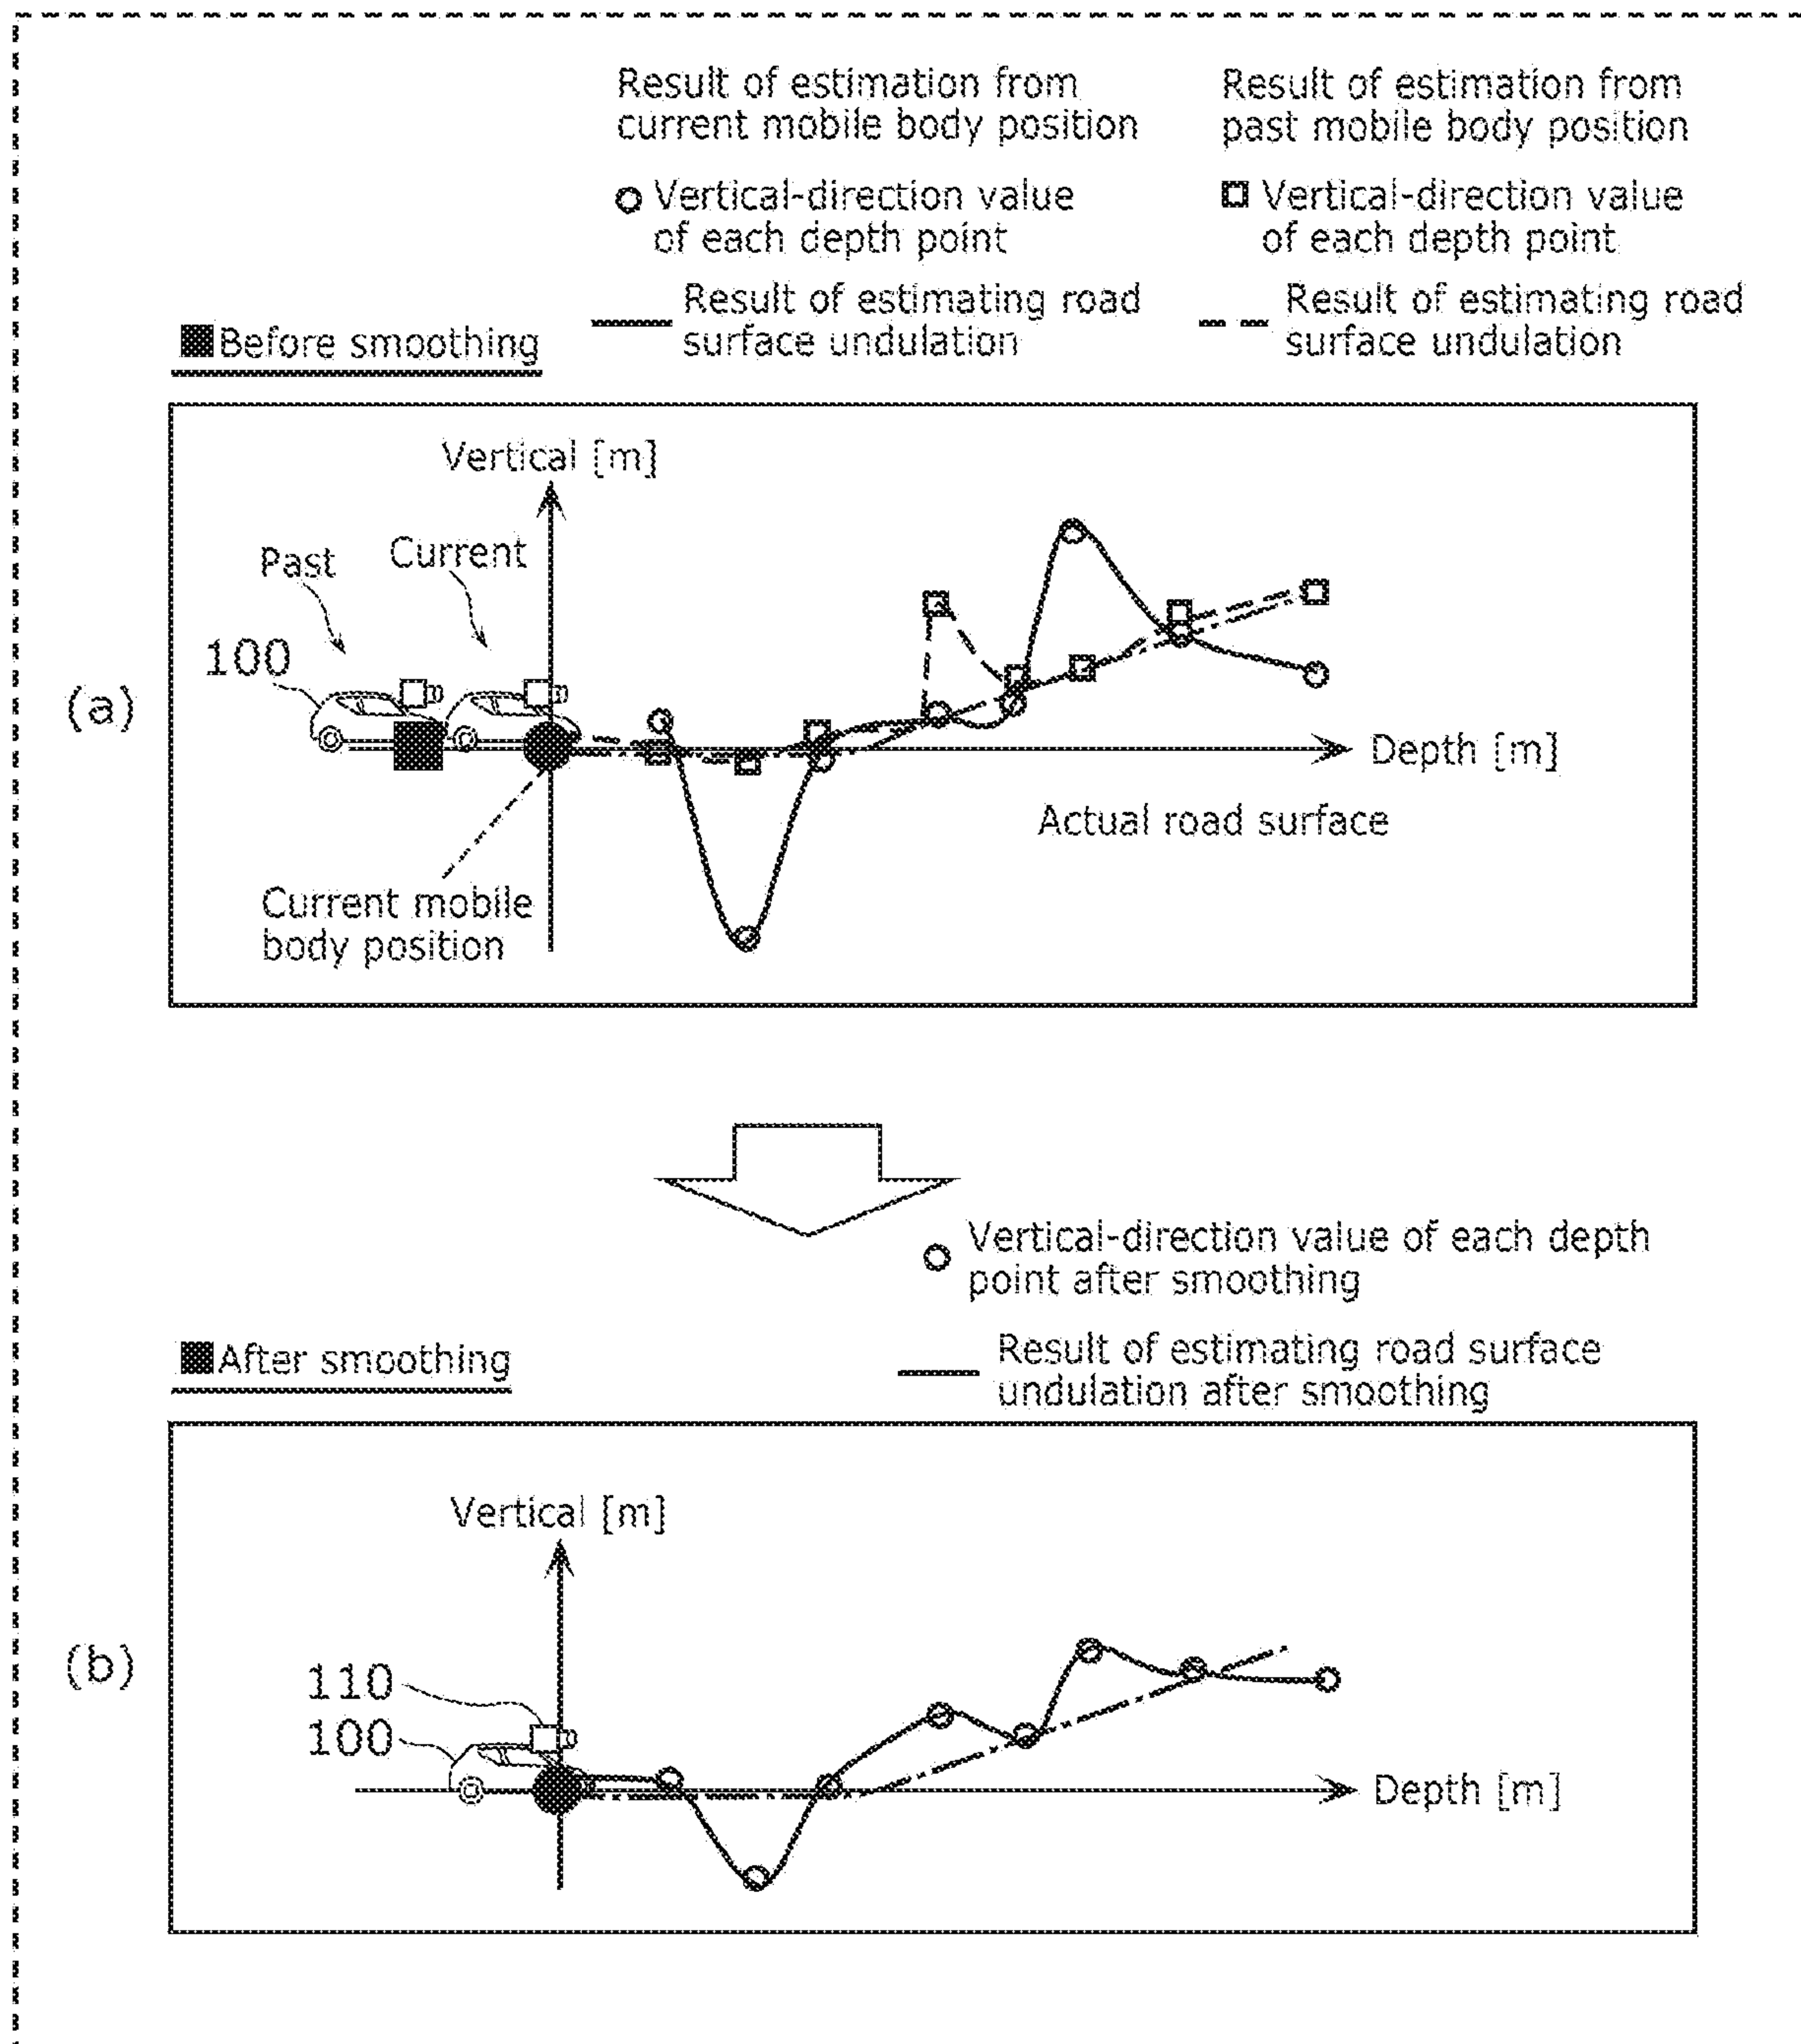 Result of estimation from
current mobile body position
Result of estimation from
past mobile body position
Vertical-direction value
of each depth point
Vertical-direction value
of each depth point
Result of estimating road
surface undulation
Result of estimating road
surface undulation
Before smoothing
Vertical [m]
Past
Current
100
(a)
Depth [m]
Actual road surface
Current mobile
body position
Vertical-direction value of each depth
point after smoothing
After smoothing
Result of estimating road surface
undulation after smoothing
Vertical [m]
(b)
110
100
Depth [m]